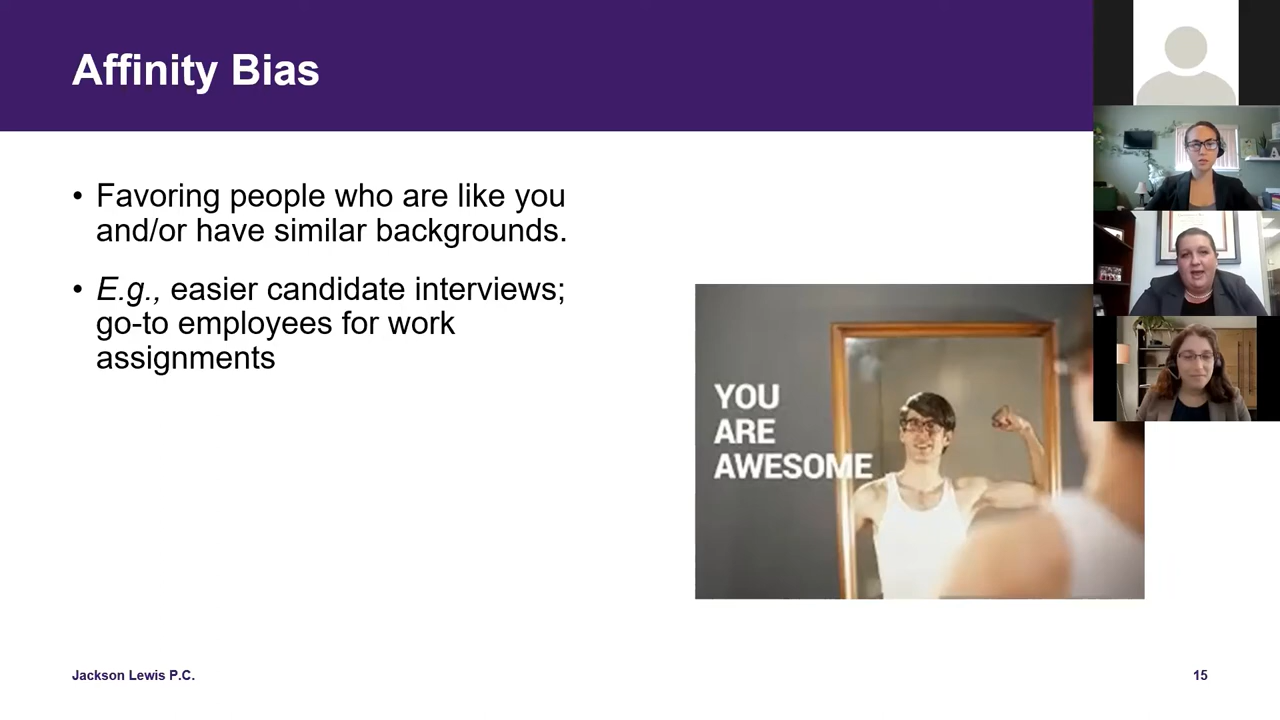 Affinity Bias
• Favoring people who are like you
and/or have similar backgrounds.
• E.g., easier candidate interviews;
go-to employees for work
assignments
YOU
ARE
AWESOME
Jackson Lewis P.C.
15